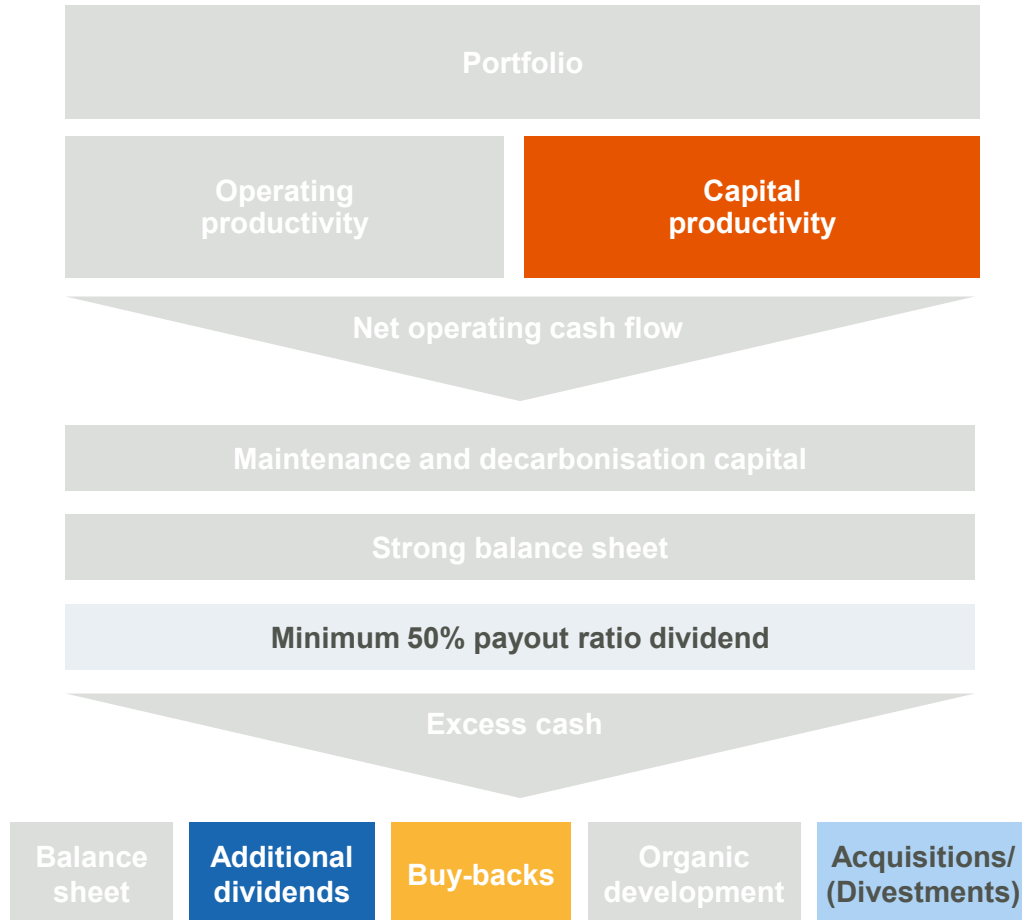 Portfolio
Operating
productivity
Capital
productivity
Net operating cash flow
Maintenance and decarbonisation capital
Strong balance sheet
Minimum 50% payout ratio dividend
Excess cash
Balance
sheet
Additional
dividends
Buy-backs
Organic
development
Acquisitions/
(Divestments)